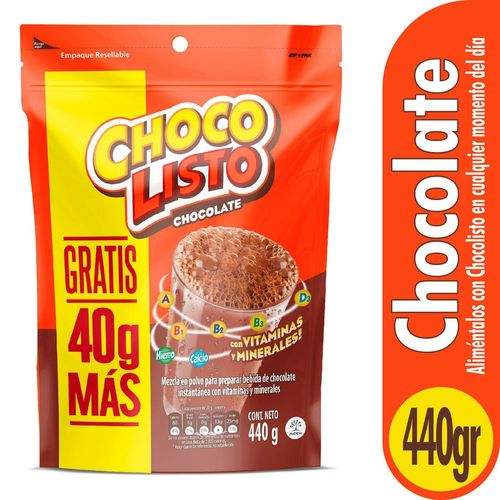 Empaque Resellable
CHOCO
LISTO
CHOCOLATE
GRATIS
40g
MÁS
A
B1
B2
B3
D3
Hierro
Calcio
con VITAMINAS
y MINERALES!
Mezcla en polvo para preparar bebida de chocolate
instantánea con vitaminas y minerales
CONT. NETO
440 g
Chocolate
Alimentalos con Chocolisto en cualquier momento del día
440gr